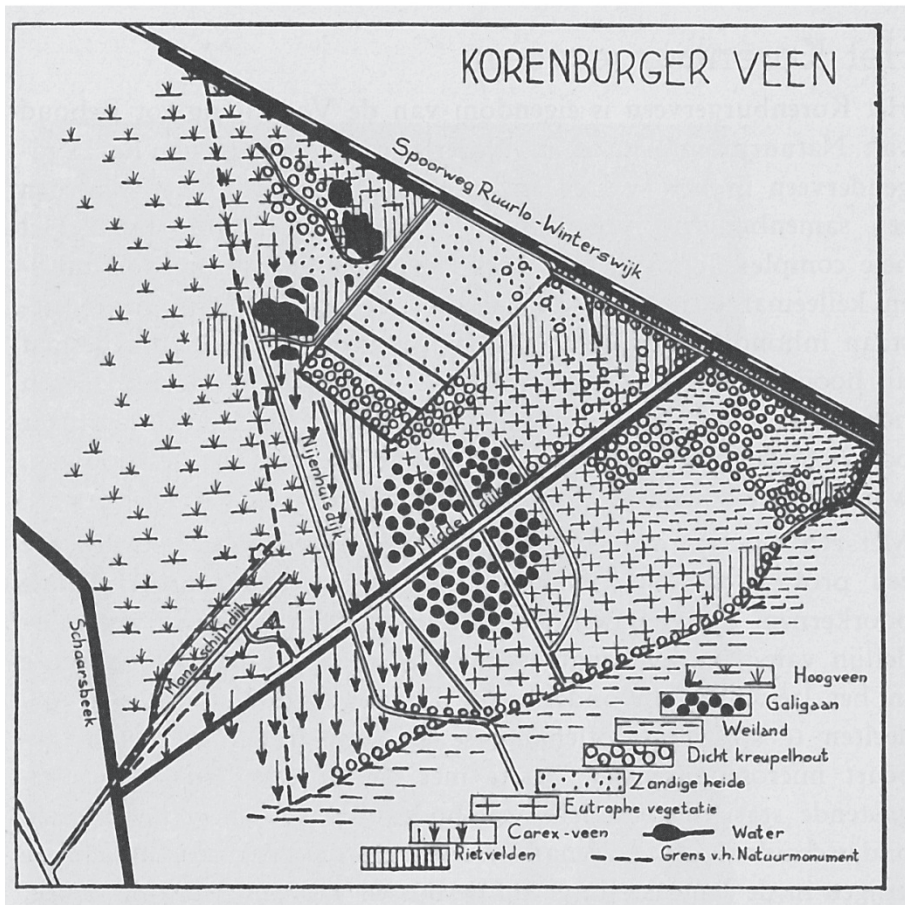 KORENBURGER VEEN
Spoorweg Ruurlo-Winterswijk
Nijenhuisdijk
Middeldijk
Maneschijndijk
Schaarsbeek
Hoogveen
Galigaan
Weiland
Dicht kreupelhout
Zandige heide
Eutrophe vegetatie
Carex-veen
Water
Rietvelden
Grens v.h. Natuurmonument